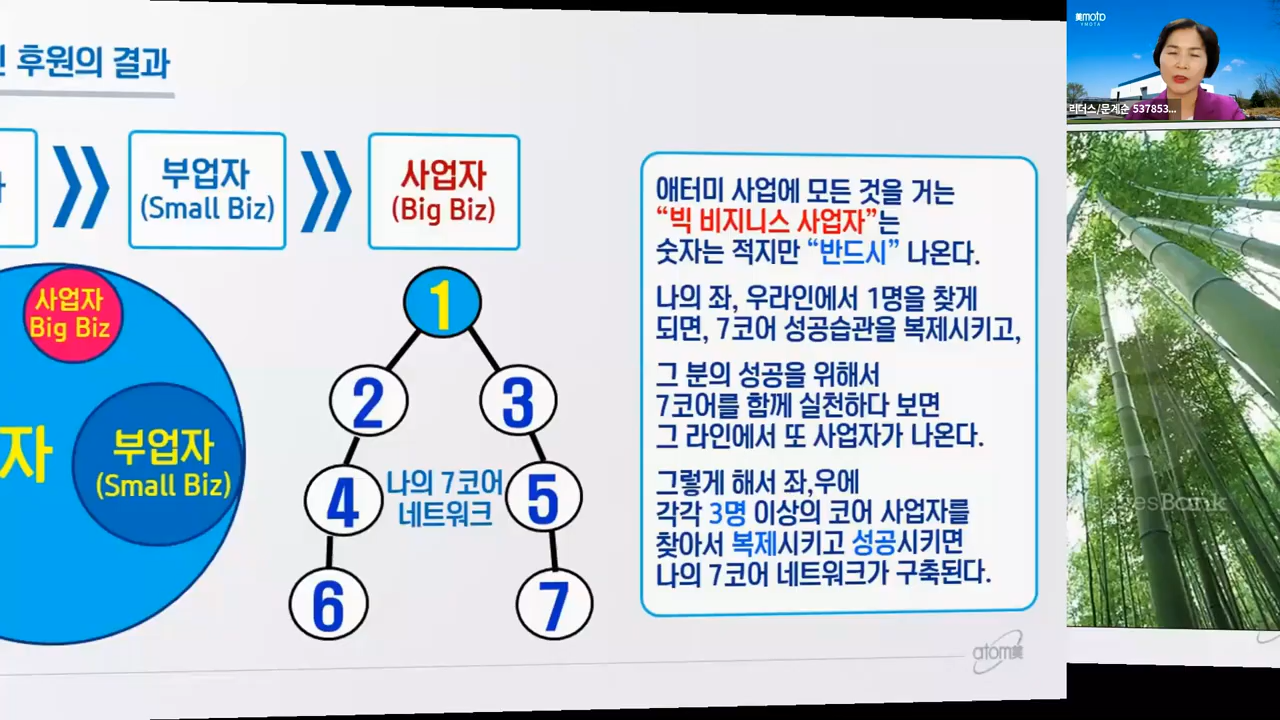 후원의 결과
부업자
(Small Biz)
사업자
(Big Biz)
사업자
Big Biz
자
부업자
(Small Biz)
1
2
3
4
5
6
7
나의 7코어
네트워크
애터미 사업에 모든 것을 거는
“빅 비지니스 사업자”는
숫자는 적지만 “반드시” 나온다.
나의 좌, 우라인에서 1명을 찾게
되면, 7코어 성공습관을 복제시키고,
그 분의 성공을 위해서
7코어를 함께 실천하다 보면
그 라인에서 또 사업자가 나온다.
그렇게 해서 좌,우에
각각 3명 이상의 코어 사업자를
찾아서 복제시키고 성공시키면
나의 7코어 네트워크가 구축된다.
atom美
리더스/문계순 537853...